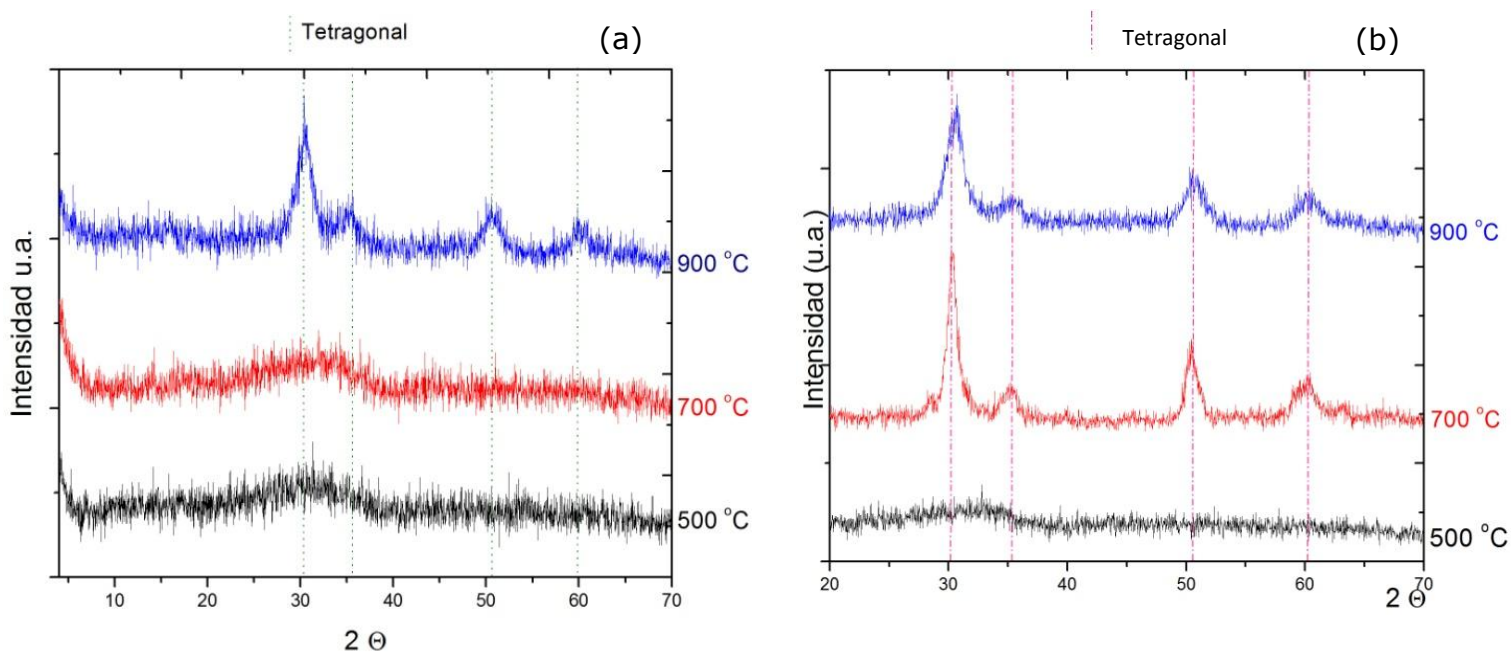 Tetragonal
(a)
Intensidad u.a.
900 °C
700 °C
500 °C
10 20 30 40 50 60 70
2 Θ
Tetragonal
(b)
Intensidad (u.a.)
900 °C
700 °C
500 °C
20 30 40 50 60 70
2 Θ